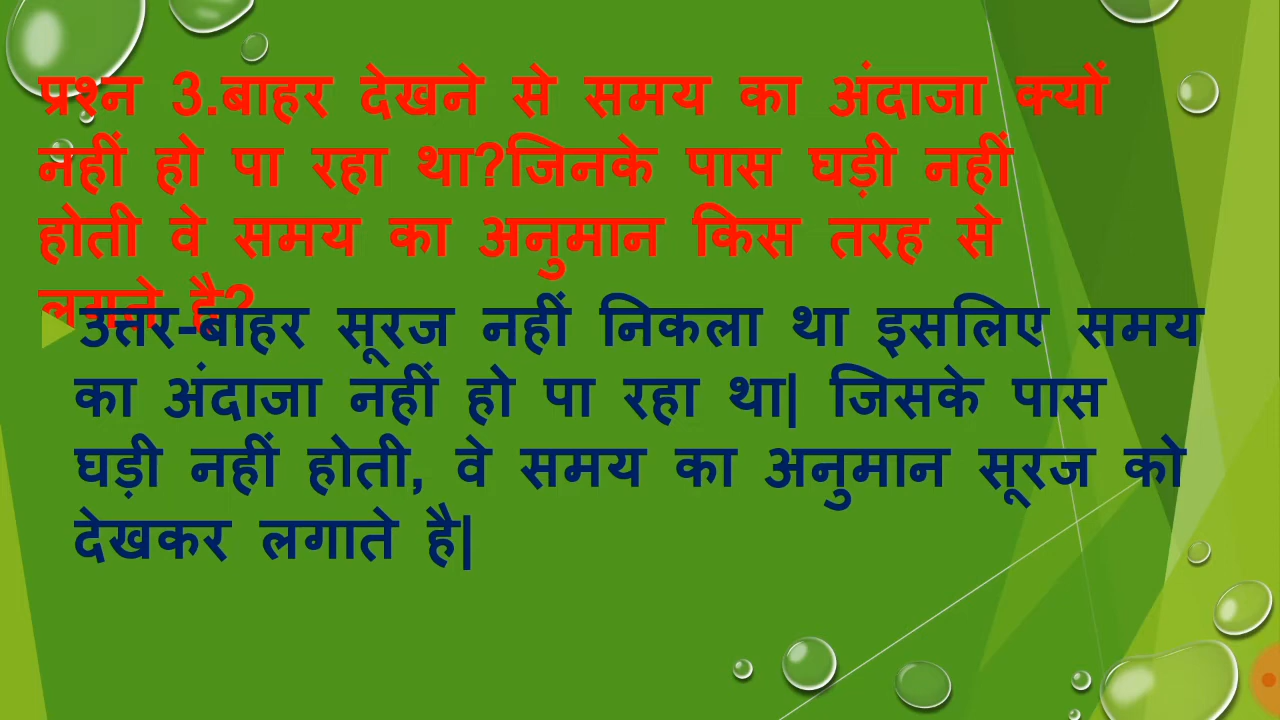 प्रश्न 3.बाहर देखने से समय का अंदाजा क्यों
नहीं हो पा रहा था?जिनके पास घड़ी नहीं
होती वे समय का अनुमान किस तरह से
लगाते है?
उत्तर-बाहर सूरज नहीं निकला था इसलिए समय
का अंदाजा नहीं हो पा रहा था| जिसके पास
घड़ी नहीं होती, वे समय का अनुमान सूरज को
देखकर लगाते है|